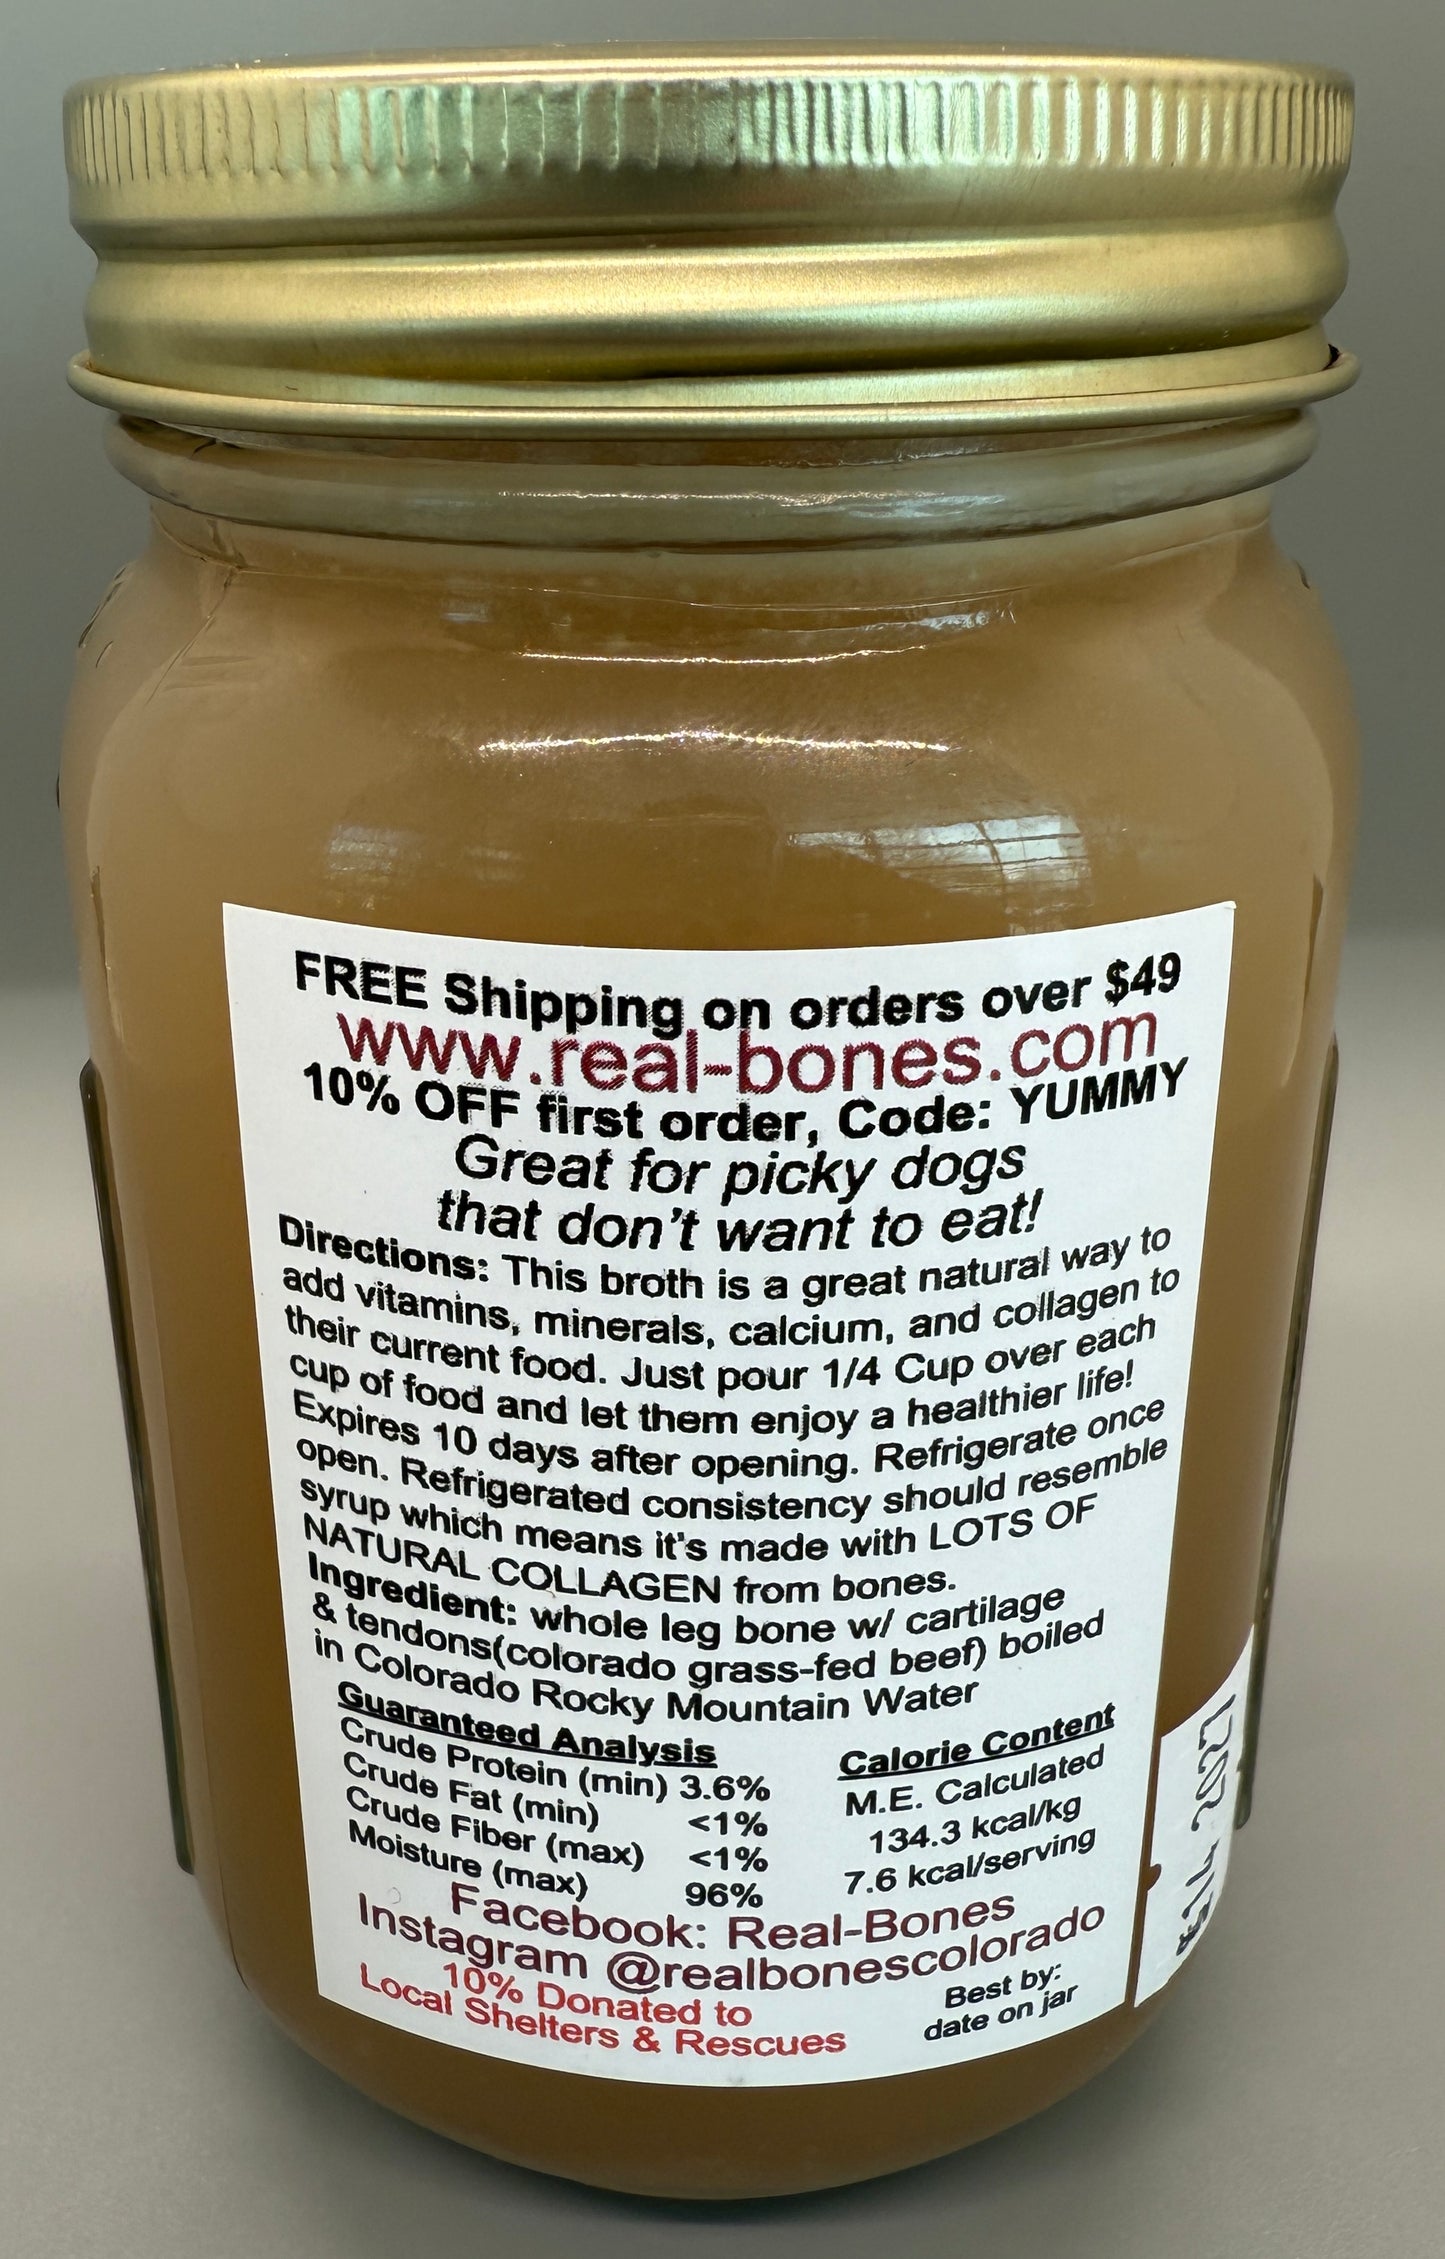 FREE Shipping on orders over $49
www.real-bones.com
10% OFF first order, Code: YUMMY
Great for picky dogs
that don't want to eat!
Directions: This broth is a great natural way to
add vitamins, minerals, calcium, and collagen to
their current food. Just pour 1/4 Cup over each
cup of food and let them enjoy a healthier life!
Expires 10 days after opening. Refrigerate once
open. Refrigerated consistency should resemble
syrup which means it's made with LOTS OF
NATURAL COLLAGEN from bones.
Ingredient: whole leg bone w/ cartilage
& tendons(colorado grass-fed beef) boiled
in Colorado Rocky Mountain Water
Guaranteed Analysis
Crude Protein (min) 3.6%
Crude Fat (min) <1%
Crude Fiber (max) <1%
Moisture (max) 96%
Calorie Content
M.E. Calculated
134.3 kcal/kg
7.6 kcal/serving
Facebook: Real-Bones
Instagram @realbonescolorado
10% Donated to
Local Shelters & Rescues
Best by:
date on jar